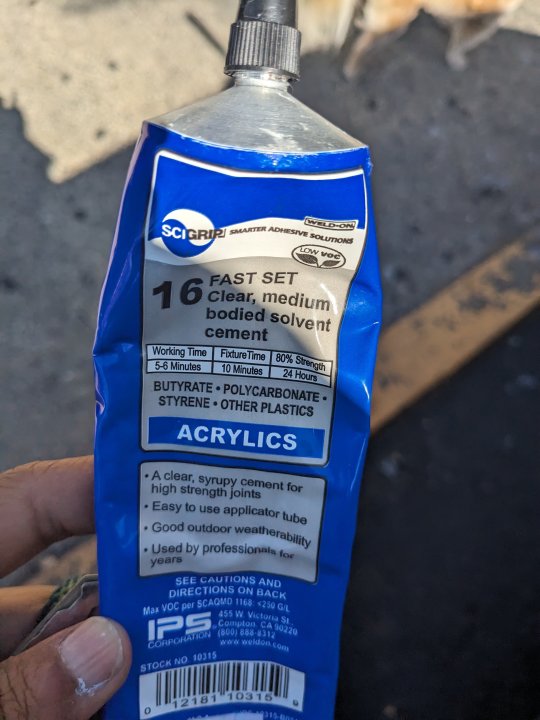 SCIGRIP SMARTER ADHESIVE SOLUTIONS
WELD-ON
LOW VOC
16 FAST SET
Clear, medium
bodied solvent
cement
Working Time FixtureTime 80% Strength
5-6 Minutes 10 Minutes 24 Hours
BUTYRATE • POLYCARBONATE •
STYRENE • OTHER PLASTICS
ACRYLICS
• A clear, syrupy cement for
high strength joints
• Easy to use applicator tube
• Good outdoor weatherability
• Used by professionals for
years
SEE CAUTIONS AND
DIRECTIONS ON BACK
Max VOC per SCAQMD 1168: <250 G/L
IPS
CORPORATION
455 W. Victoria St.
Compton, CA 90220
(800) 888-8312
www.weldon.com
STOCK NO. 10315
0 12181 10315 9